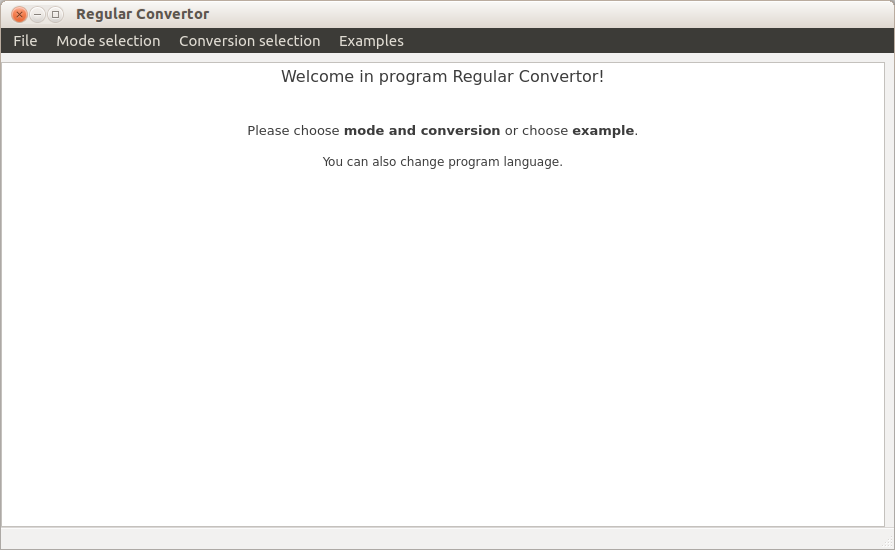 Regular Convertor
File Mode selection Conversion selection Examples
Welcome in program Regular Convertor!
Please choose mode and conversion or choose example.
You can also change program language.